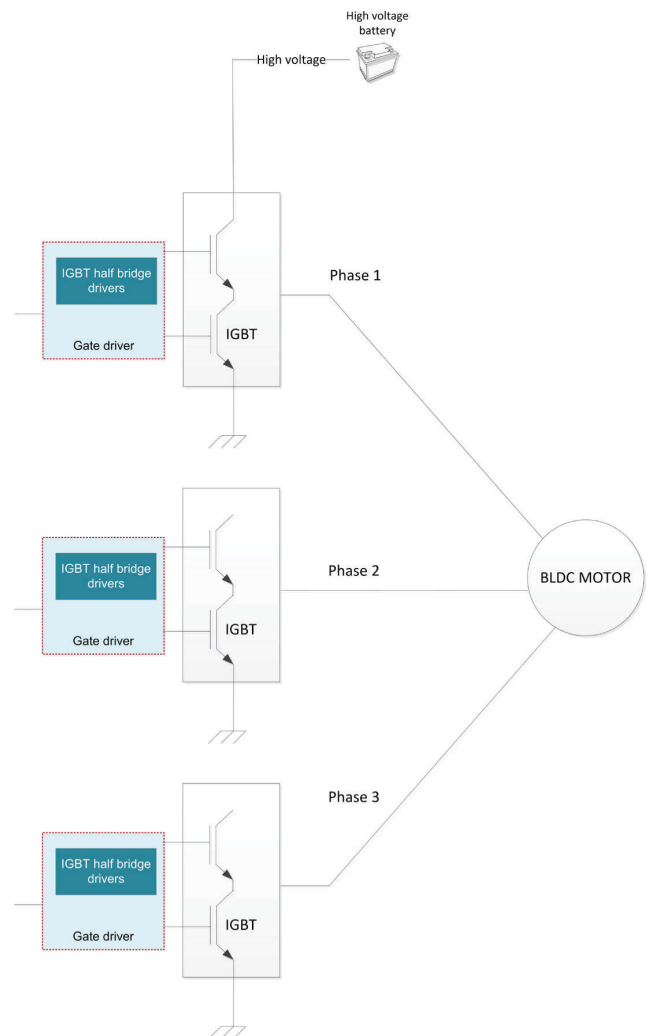 High voltage
battery
High voltage
Phase 1
IGBT half bridge
drivers
IGBT
Gate driver
Phase 2
IGBT half bridge
drivers
BLDC MOTOR
IGBT
Gate driver
Phase 3
IGBT half bridge
drivers
IGBT
Gate driver